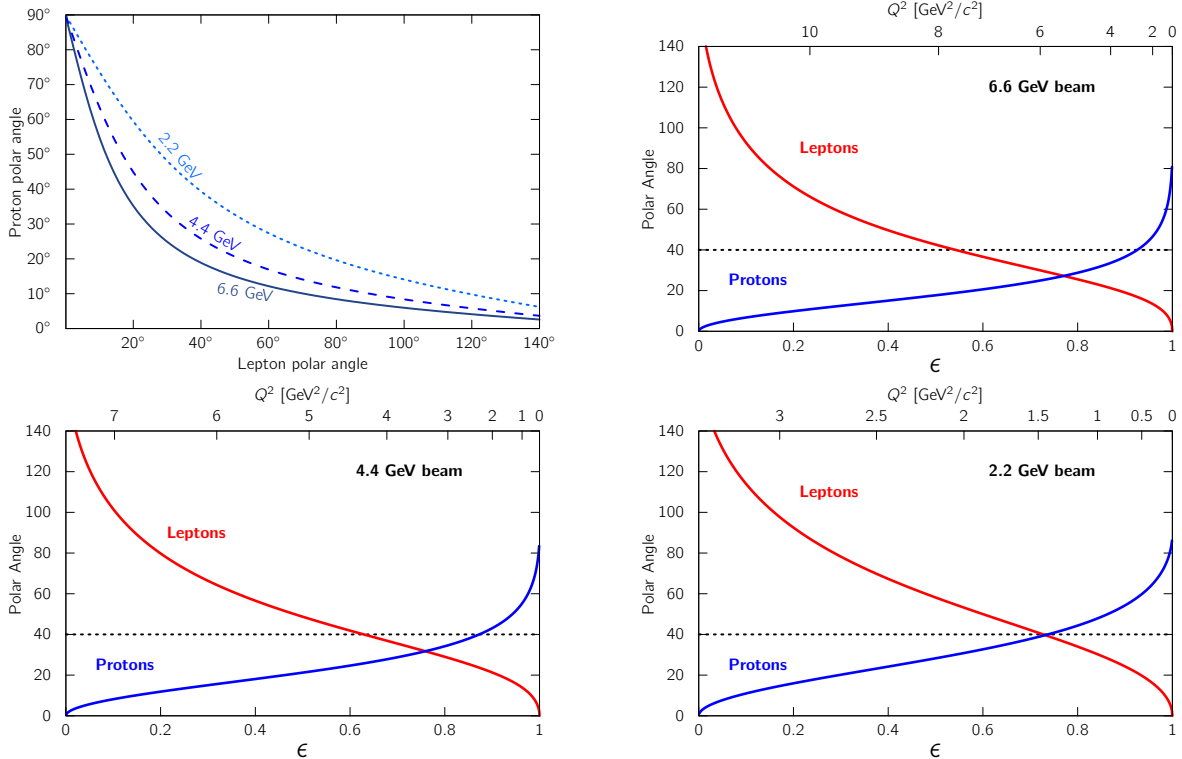 90°
80°
70°
60°
50°
40°
30°
20°
10°
0°
Proton polar angle
2.2 GeV
4.4 GeV
6.6 GeV
20° 40° 60° 80° 100° 120° 140°
Lepton polar angle
Q² [GeV²/c²]
10 8 6 4 2 0
140
120
100
80
60
40
20
0
Polar Angle
6.6 GeV beam
Leptons
Protons
0 0.2 0.4 0.6 0.8 1
ϵ
Q² [GeV²/c²]
7 6 5 4 3 2 1 0
140
120
100
80
60
40
20
0
Polar Angle
4.4 GeV beam
Leptons
Protons
0 0.2 0.4 0.6 0.8 1
ϵ
Q² [GeV²/c²]
3 2.5 2 1.5 1 0.5 0
140
120
100
80
60
40
20
0
Polar Angle
2.2 GeV beam
Leptons
Protons
0 0.2 0.4 0.6 0.8 1
ϵ